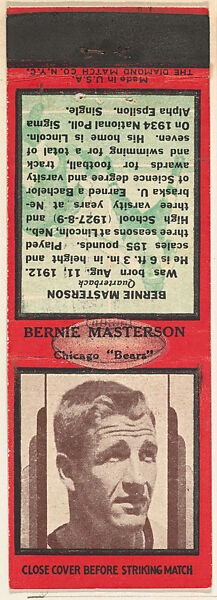 BERNIE MASTERSON
Quarterback
Was born Aug. 11, 1912.
He is 6 ft. 3 in. in height and
scales 195 pounds. Played
three seasons at Lincoln, Neb.,
High School (1927-8-9) and
three varsity years at Ne-
braska U. Earned a Bachelor
of Science degree and varsity
awards for football, track
and swimming for a total of
seven. His home is Lincoln.
On 1934 National Poll. Sigma
Alpha Epsilon. Single.
Made in U.S.A.
THE DIAMOND MATCH CO. N.Y.C.
BERNIE MASTERSON
Chicago "Bears"
CLOSE COVER BEFORE STRIKING MATCH